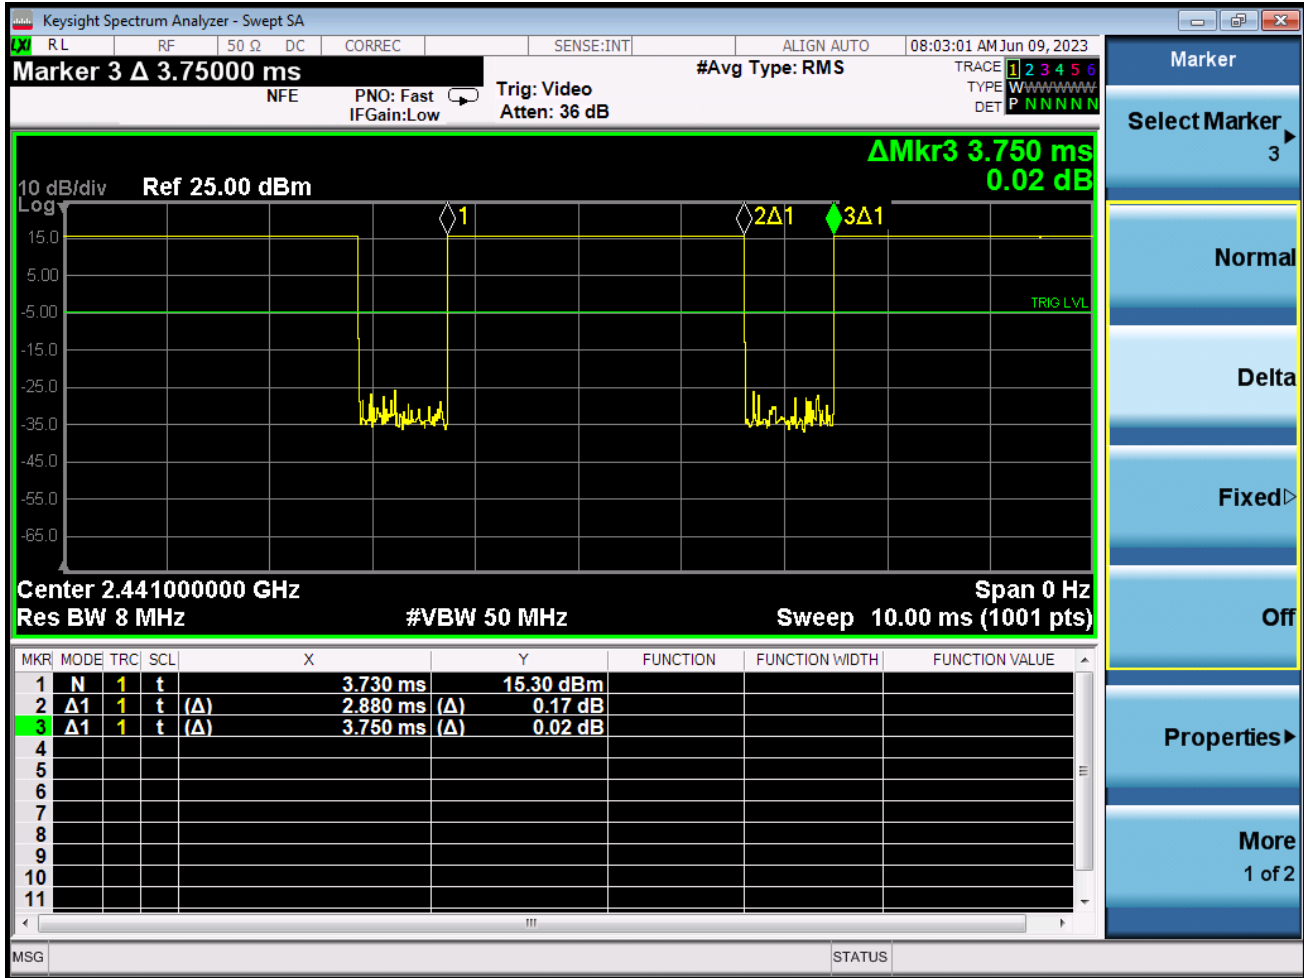 Keysight Spectrum Analyzer - Swept SA
LXI RL RF 50 Ω DC CORREC SENSE:INT ALIGN AUTO 08:03:01 AM Jun 09, 2023
Marker 3 Δ 3.75000 ms
NFE
PNO: Fast
IFGain:Low
Trig: Video
Atten: 36 dB
#Avg Type: RMS
TRACE 1 2 3 4 5 6
TYPE WWWWWW
DET P N N N N N
ΔMkr3 3.750 ms
0.02 dB
10 dB/div
Log
Ref 25.00 dBm
1
2Δ1
3Δ1
15.0
5.00
-5.00
TRIG LVL
-15.0
-25.0
-35.0
-45.0
-55.0
-65.0
Center 2.441000000 GHz Span 0 Hz
Res BW 8 MHz #VBW 50 MHz Sweep 10.00 ms (1001 pts)
MKR MODE TRC SCL X Y FUNCTION FUNCTION WIDTH FUNCTION VALUE
1 N 1 t 3.730 ms 15.30 dBm
2 Δ1 1 t (Δ) 2.880 ms (Δ) 0.17 dB
3 Δ1 1 t (Δ) 3.750 ms (Δ) 0.02 dB
4
5
6
7
8
9
10
11
MSG STATUS
Marker
Select Marker
3
Normal
Delta
Fixed
Off
Properties
More
1 of 2